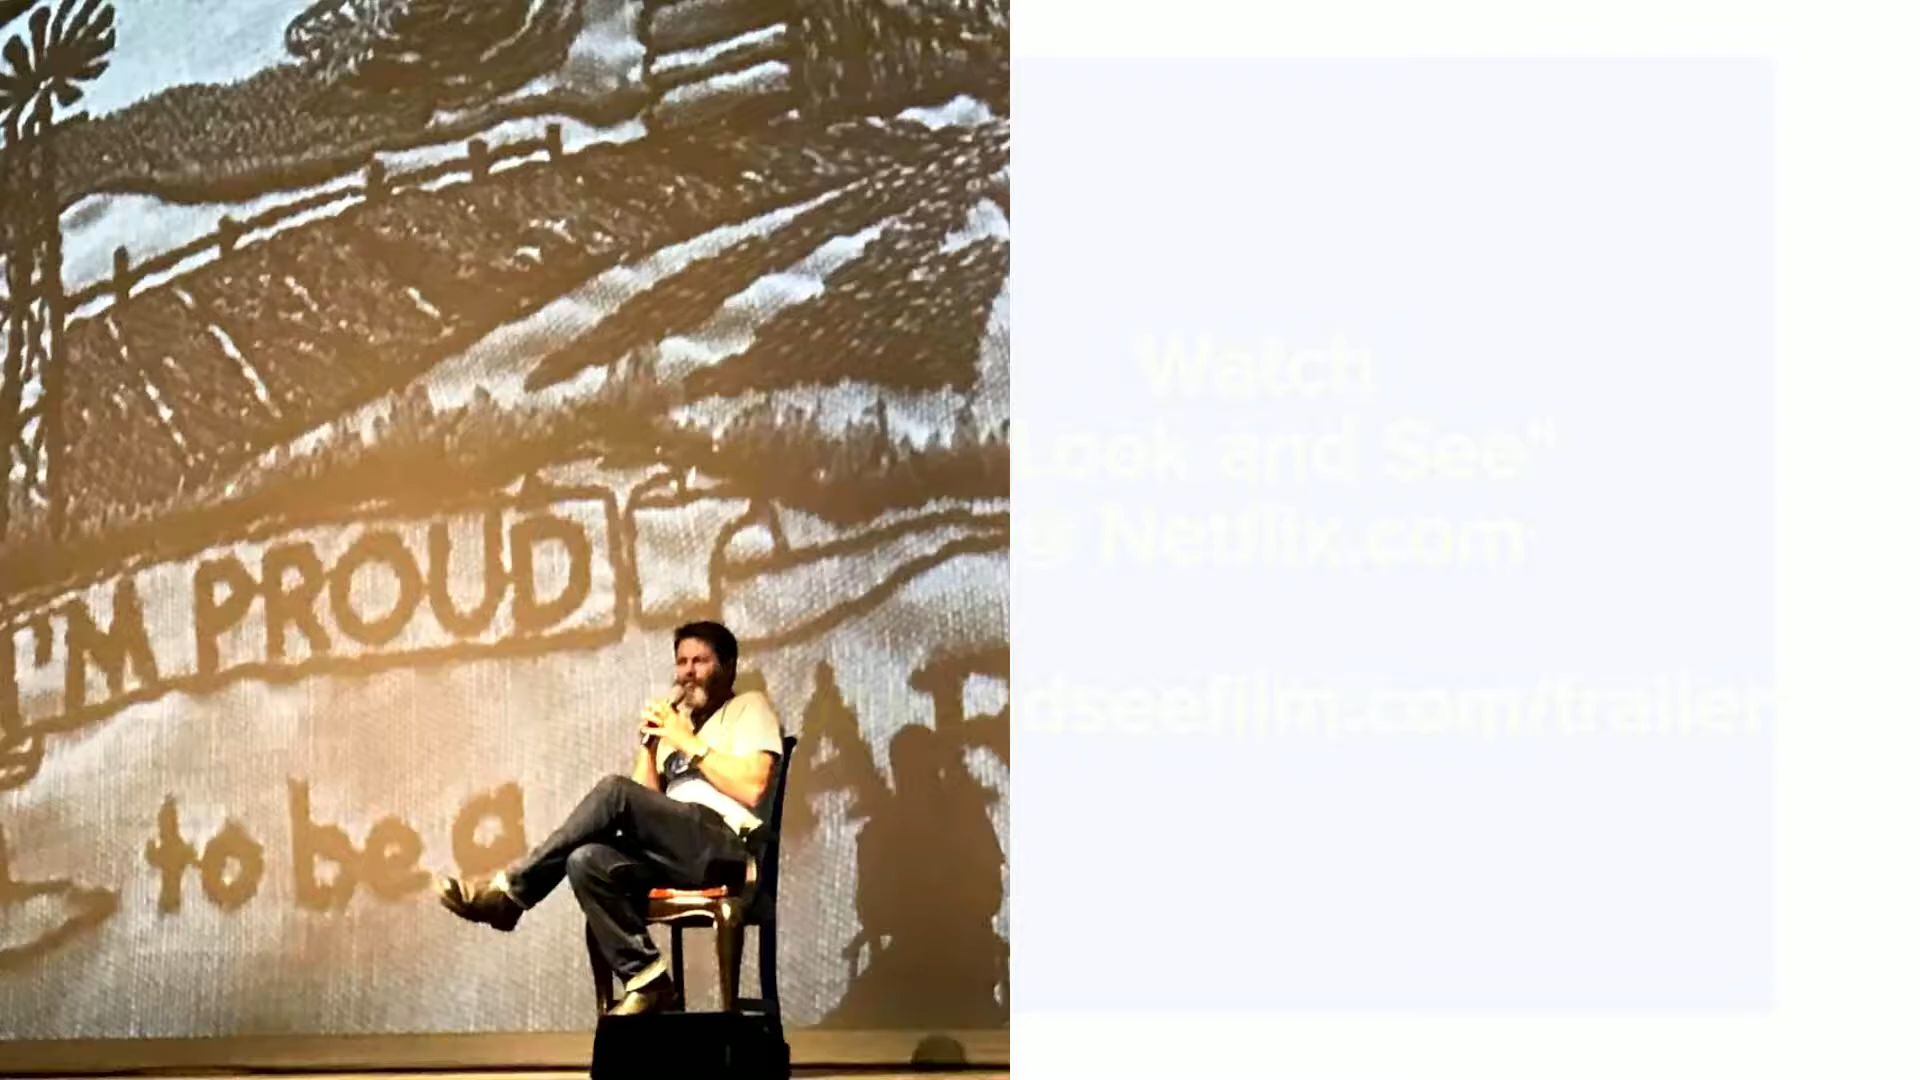 I'M PROUD
to be a
Watch
Look and See"
Netflix.com
dseefilm.com/trailer